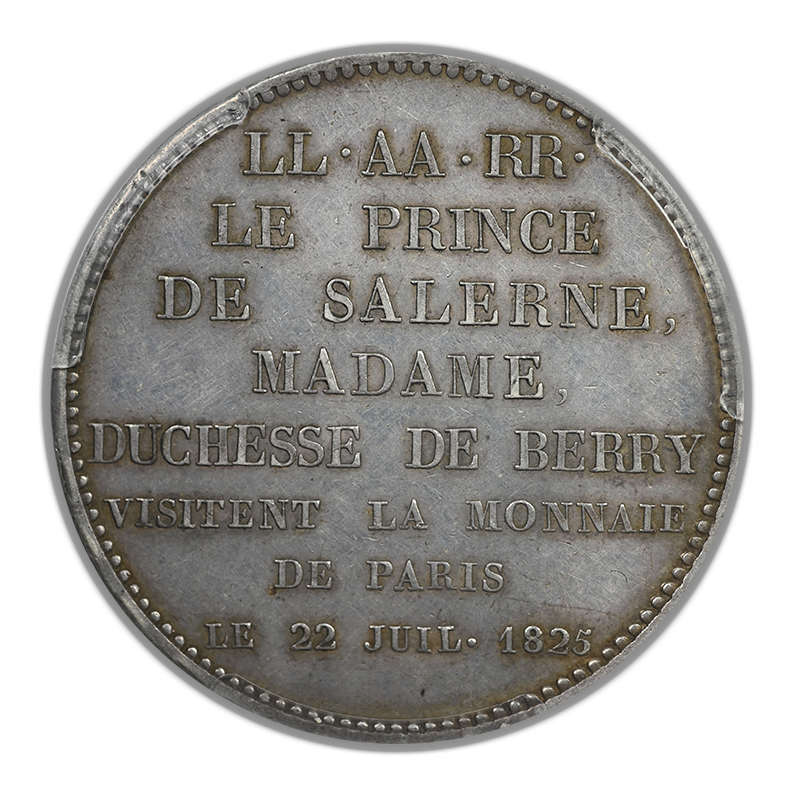 LL·AA·RR·
LE PRINCE
DE SALERNE,
MADAME,
DUCHESSE DE BERRY
VISITENT LA MONNAIE
DE PARIS
LE 22 JUIL· 1825